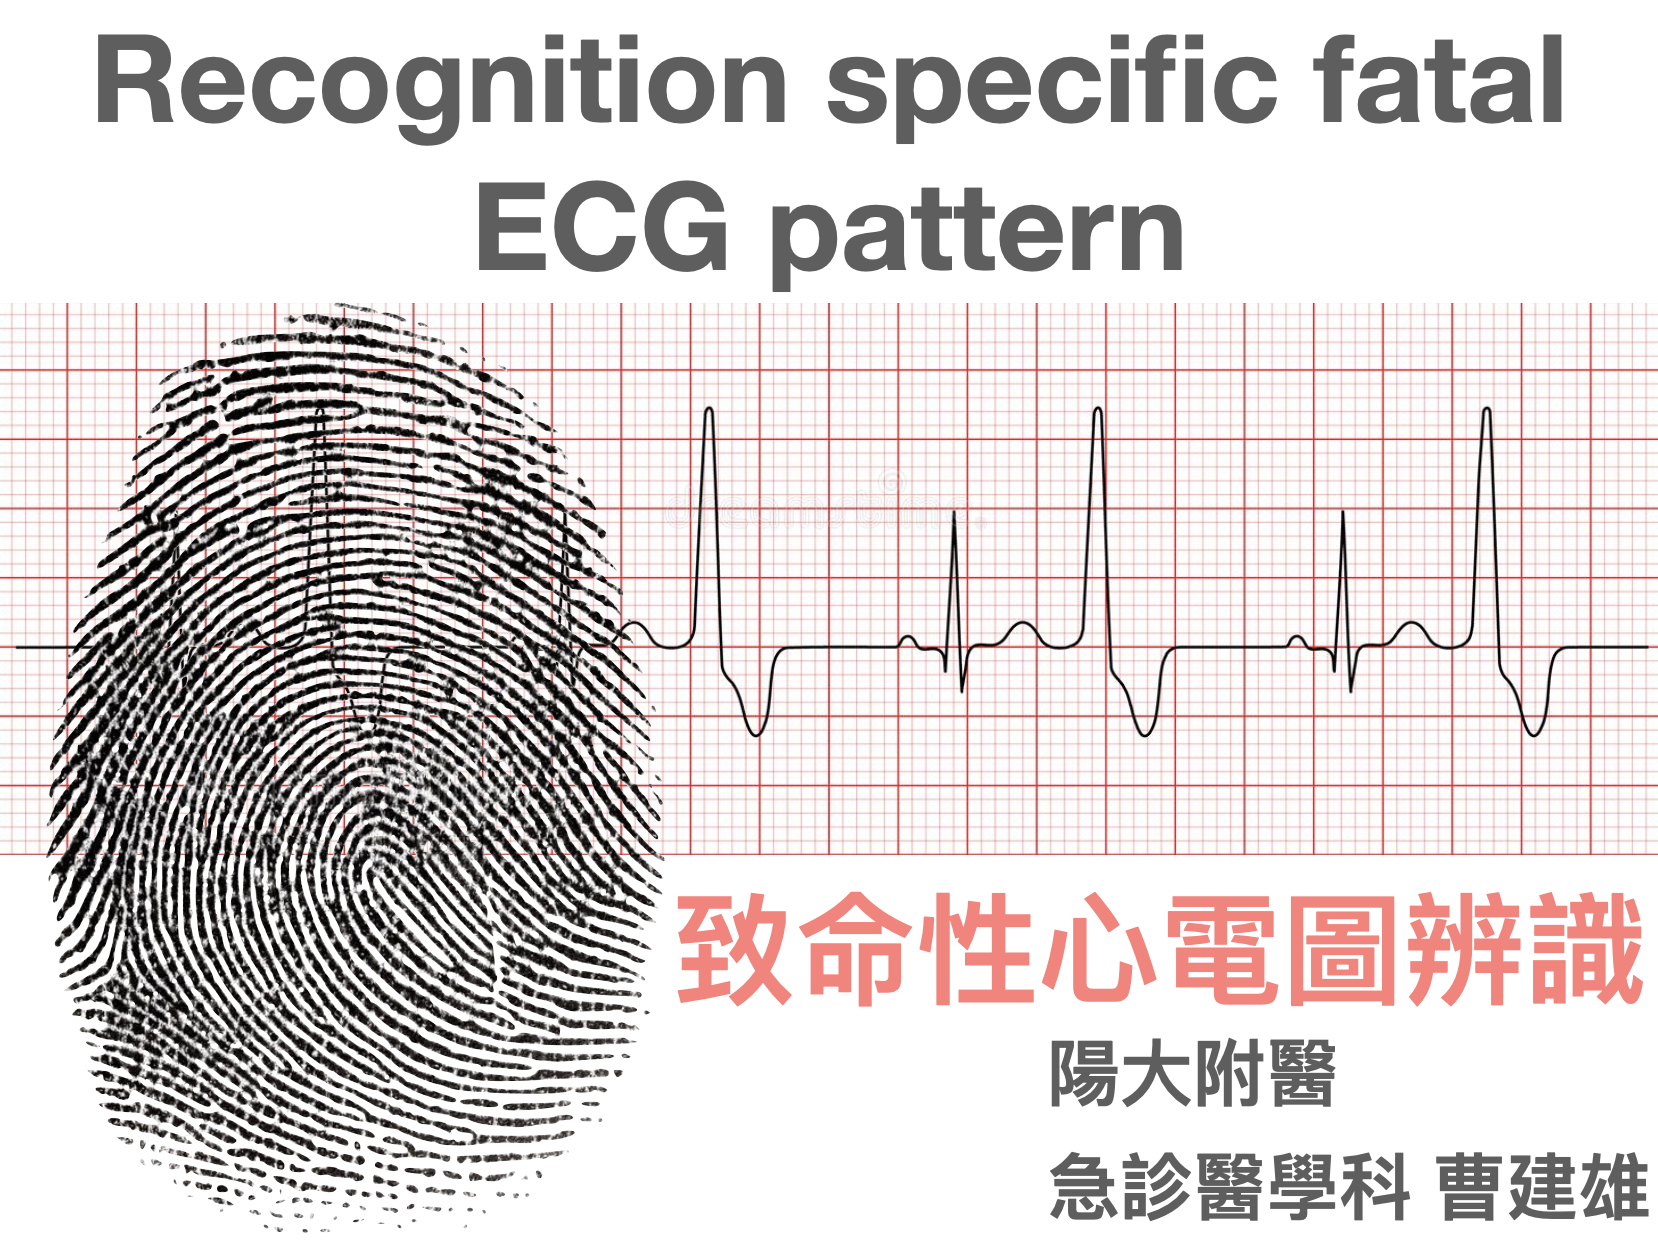 Recognition specific fatal
ECG pattern
dreamstime
致命性心電圖辨識
陽大附醫
急診醫學科 曹建雄